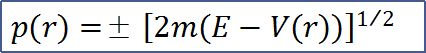 p(r) = ± [2m(E − V(r))]^{1/2}